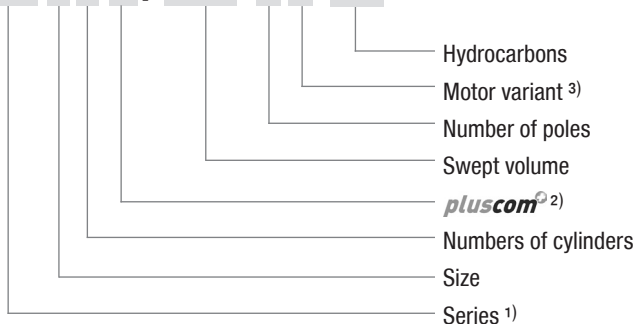 Hydrocarbons
Motor variant ³⁾
Number of poles
Swept volume
pluscom ²⁾
Numbers of cylinders
Size
Series ¹⁾